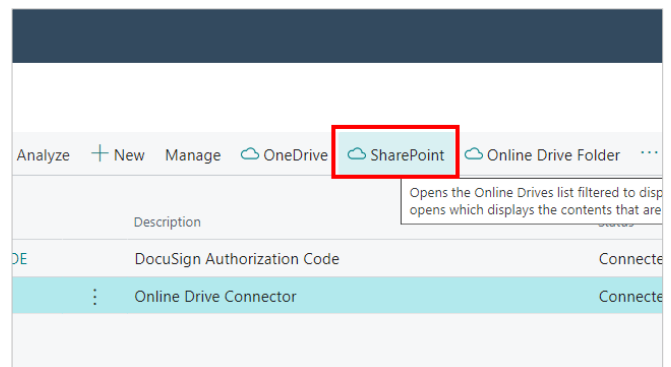 Analyze New Manage OneDrive SharePoint Online Drive Folder ...
Opens the Online Drives list filtered to disp
opens which displays the contents that are
Description
DE DocuSign Authorization Code Connecte
Online Drive Connector Connecte